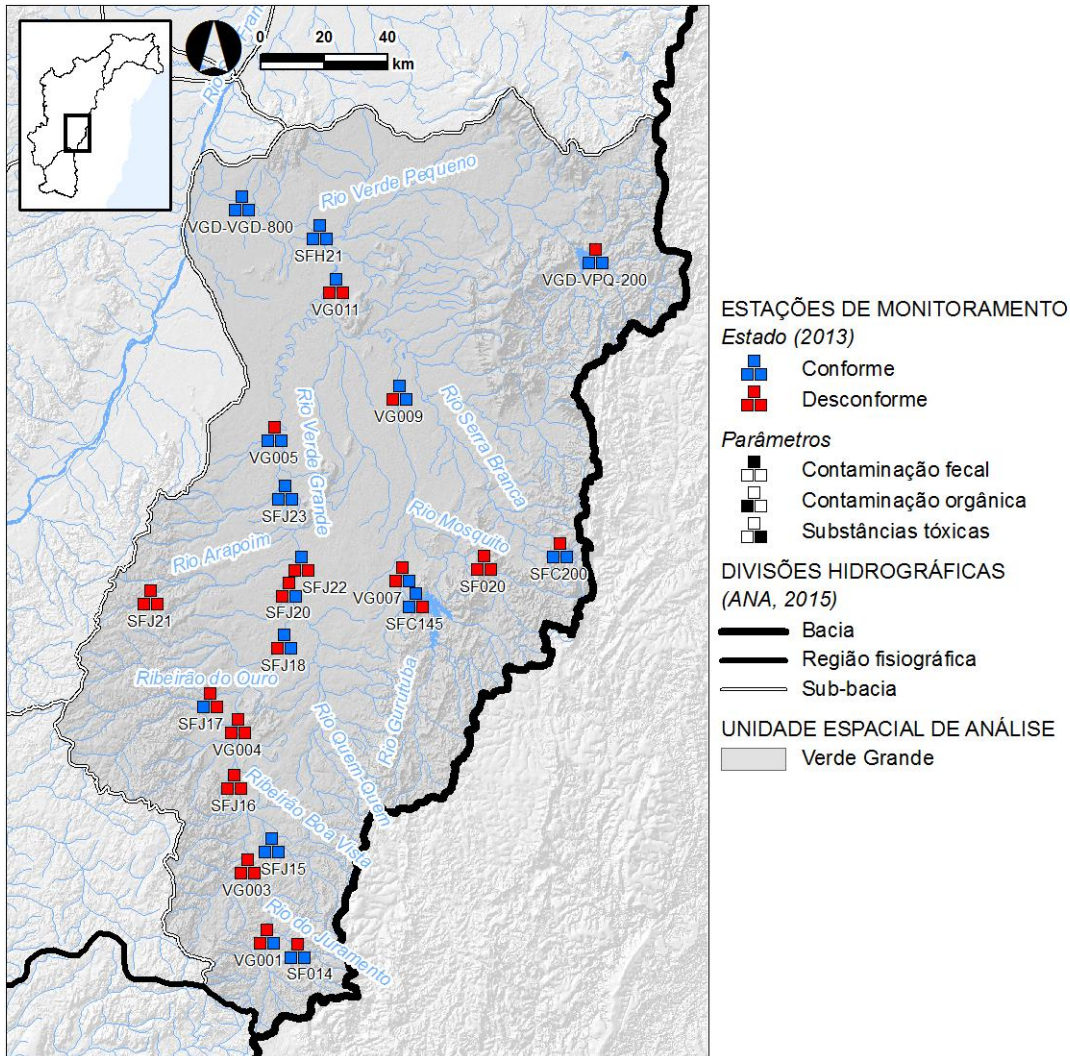 0 20 40
km
Rio
Fran
Rio Verde Pequeno
VGD-VGD-800
SFH21
VGD-VPQ-200
VG011
VG009
Rio Serra Branca
VG005
Rio Verde Grande
SFJ23
Rio Mosquito
Rio Arapoim
SFJ22
SFC200
SF020
VG007
SFJ20
SFJ21
SFC145
SFJ18
Ribeirão do Ouro
SFJ17
Rio Quem-Quem
Rio Gurutuba
VG004
SFJ16
Ribeirão Boa Vista
SFJ15
VG003
Rio do Juramento
VG001
SF014
ESTAÇÕES DE MONITORAMENTO
Estado (2013)
Conforme
Desconforme
Parâmetros
Contaminação fecal
Contaminação orgânica
Substâncias tóxicas
DIVISÕES HIDROGRÁFICAS
(ANA, 2015)
Bacia
Região fisiográfica
Sub-bacia
UNIDADE ESPACIAL DE ANÁLISE
Verde Grande